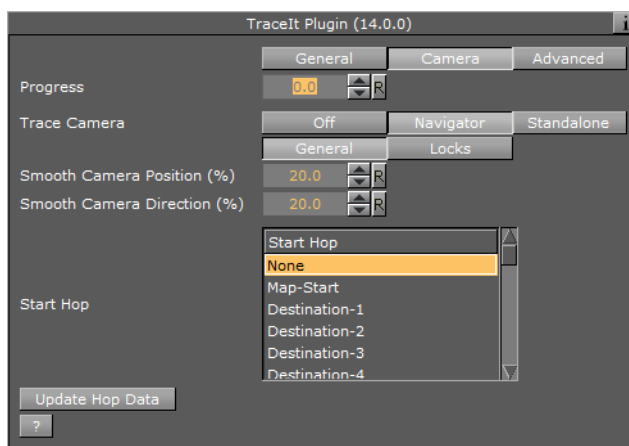 TraceIt Plugin (14.0.0) i
General Camera Advanced
Progress 0.0 R
Trace Camera Off Navigator Standalone
General Locks
Smooth Camera Position (%) 20.0 R
Smooth Camera Direction (%) 20.0 R
Start Hop
None
Map-Start
Start Hop
Destination-1
Destination-2
Destination-3
Destination-4
Update Hop Data
?